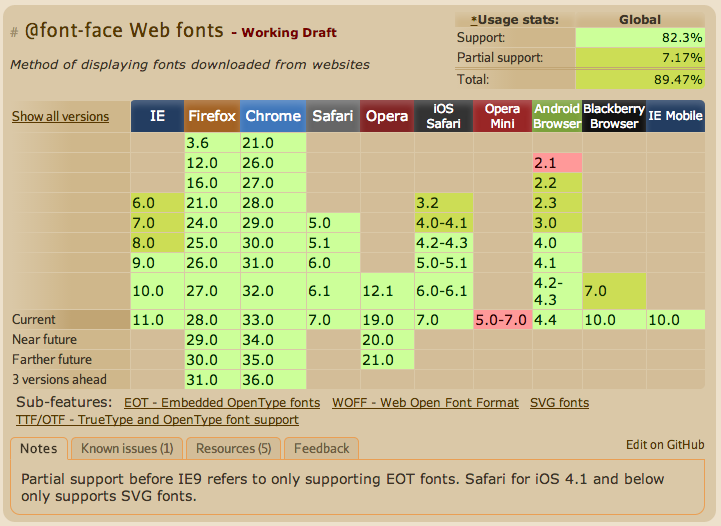 # @font-face Web fonts - Working Draft
*Usage stats: Global
Support: 82.3%
Partial support: 7.17%
Total: 89.47%
Method of displaying fonts downloaded from websites
Show all versions IE Firefox Chrome Safari Opera iOS Safari Opera Mini Android Browser Blackberry Browser IE Mobile
3.6 21.0
12.0 26.0 2.1
16.0 27.0 2.2
6.0 21.0 28.0 3.2 2.3
7.0 24.0 29.0 5.0 4.0-4.1 3.0
8.0 25.0 30.0 5.1 4.2-4.3 4.0
9.0 26.0 31.0 6.0 5.0-5.1 4.1
10.0 27.0 32.0 6.1 12.1 6.0-6.1 4.2-4.3 7.0
Current 11.0 28.0 33.0 7.0 19.0 7.0 5.0-7.0 4.4 10.0 10.0
Near future 29.0 34.0 20.0
Farther future 30.0 35.0 21.0
3 versions ahead 31.0 36.0
Sub-features: EOT - Embedded OpenType fonts WOFF - Web Open Font Format SVG fonts
TTF/OTF - TrueType and OpenType font support
Notes Known issues (1) Resources (5) Feedback Edit on GitHub
Partial support before IE9 refers to only supporting EOT fonts. Safari for iOS 4.1 and below
only supports SVG fonts.